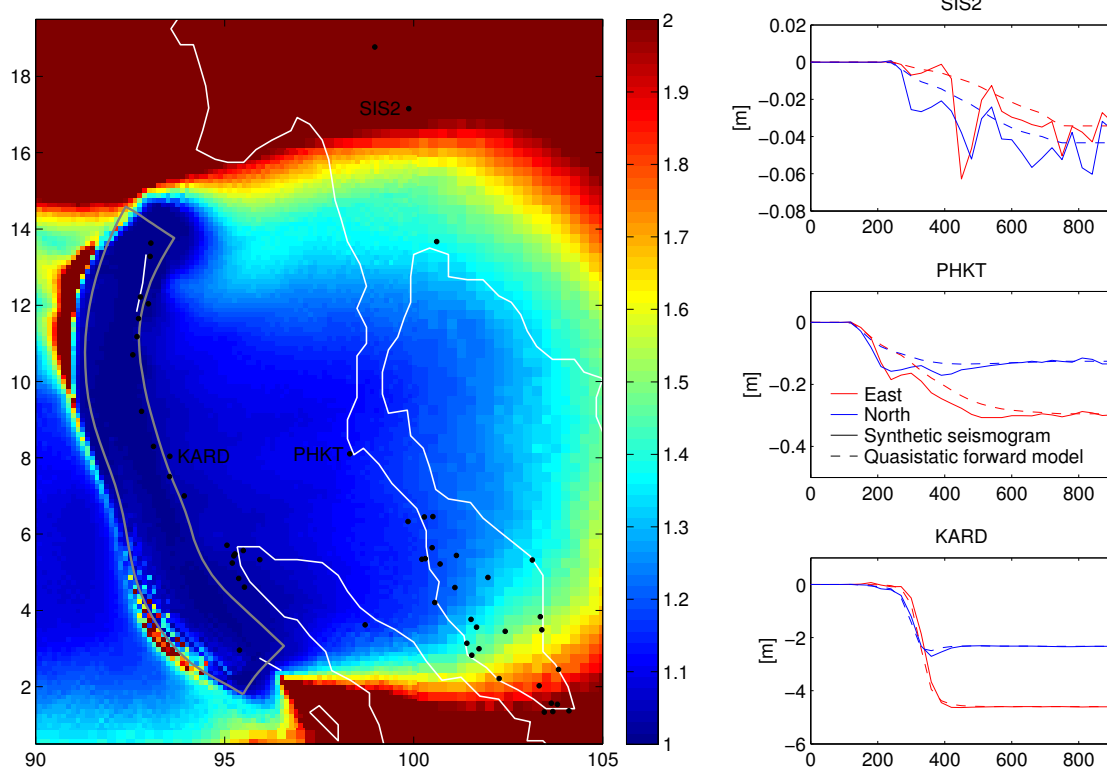 18
16
14
12
10
8
6
4
2
90
95
100
105
SIS2
KARD
PHKT
2
1.9
1.8
1.7
1.6
1.5
1.4
1.3
1.2
1.1
1
SIS2
0.02
0
−0.02
−0.04
−0.06
−0.08
[m]
0 200 400 600 800
PHKT
0
−0.2
−0.4
[m]
East
North
Synthetic seismogram
Quasistatic forward model
0 200 400 600 800
KARD
0
−2
−4
−6
[m]
0 200 400 600 800